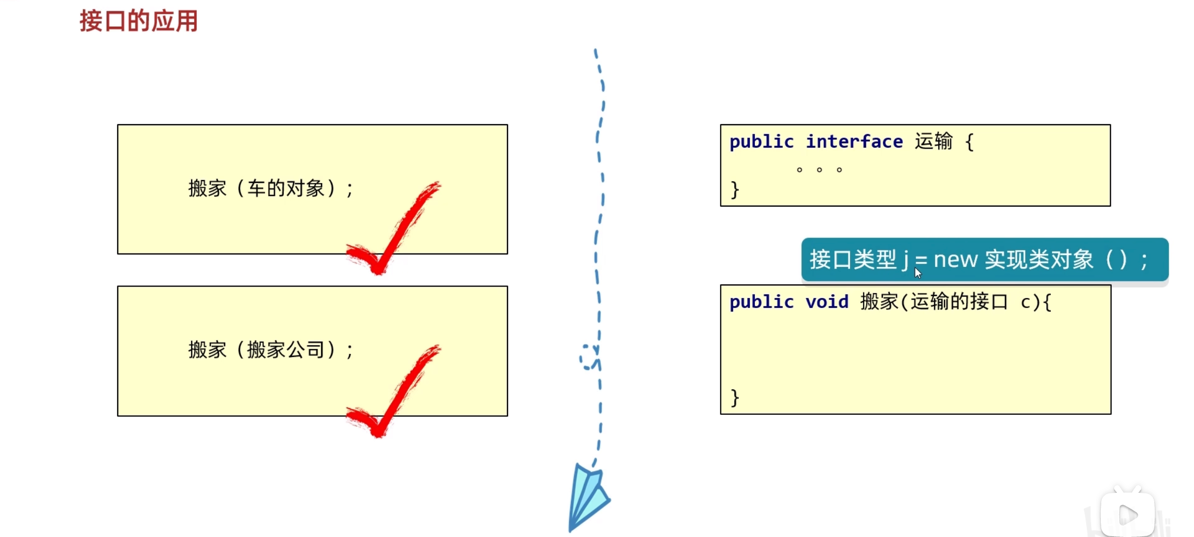 接口的应用
搬家（车的对象）；
搬家（搬家公司）；
public interface 运输 {
。。。
}
接口类型 j = new 实现类对象（）；
public void 搬家(运输的接口 c){
}